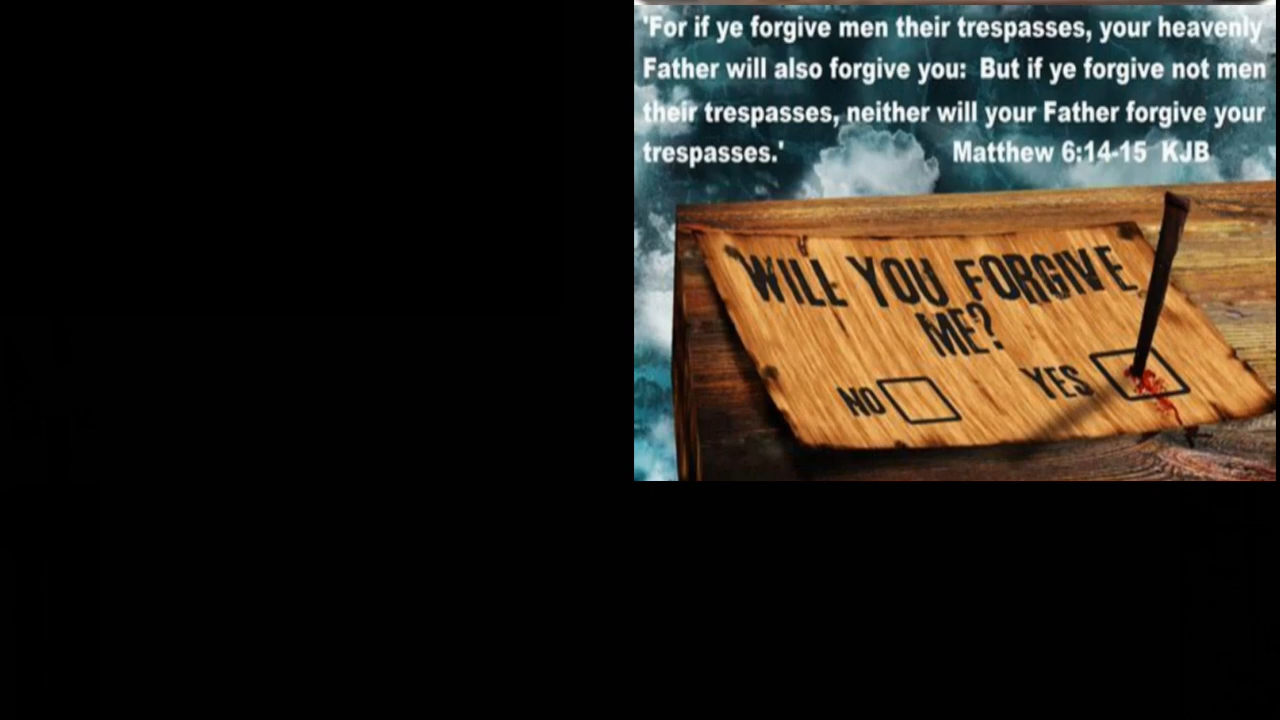 'For if ye forgive men their trespasses, your heavenly
Father will also forgive you: But if ye forgive not men
their trespasses, neither will your Father forgive your
trespasses.' Matthew 6:14-15 KJB
WILL YOU FORGIVE
ME?
NO YES